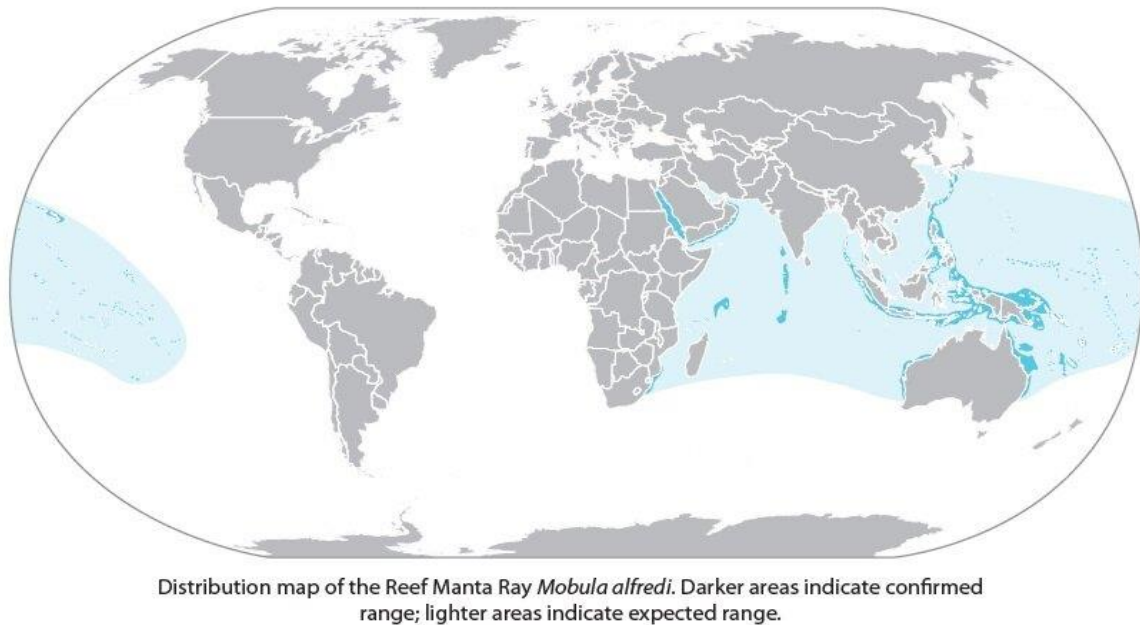 Distribution map of the Reef Manta Ray Mobula alfredi. Darker areas indicate confirmed
range; lighter areas indicate expected range.